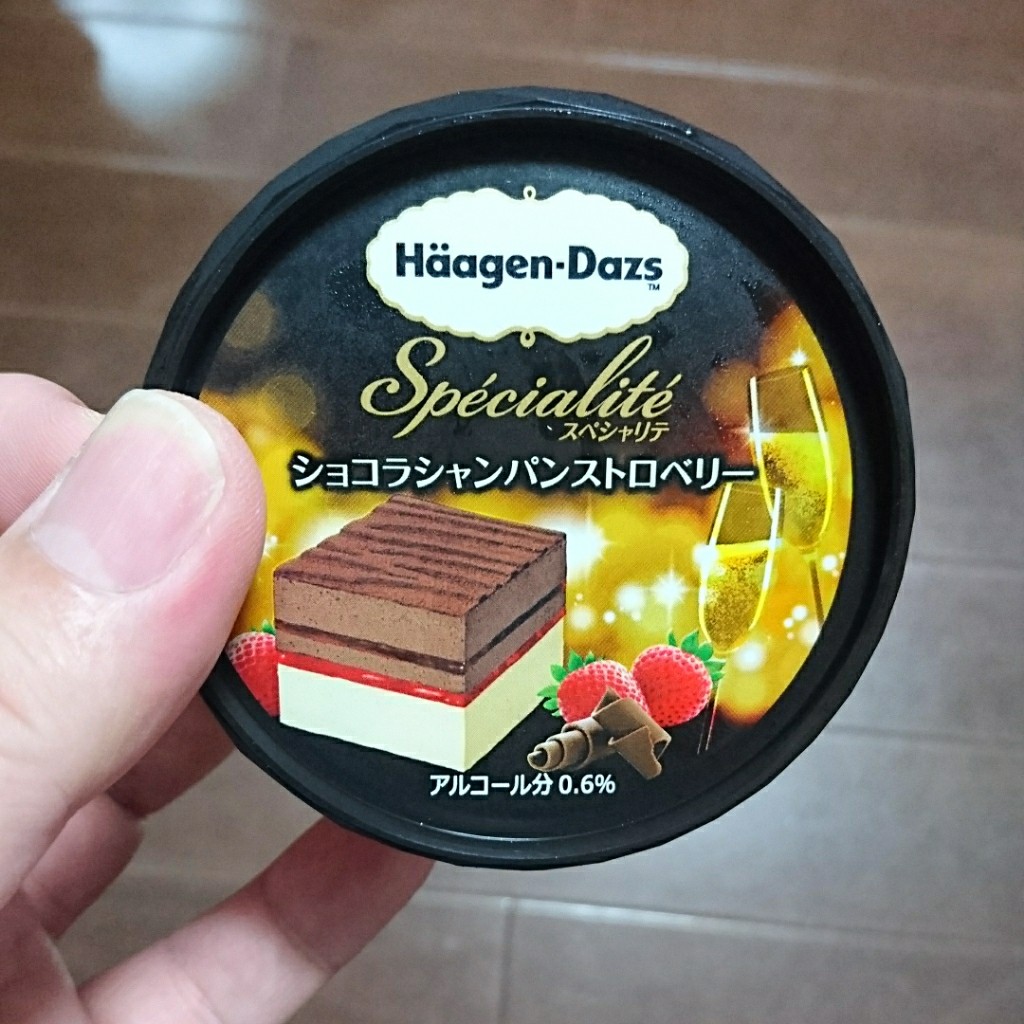 Häagen-Dazs
TM
Spécialité
スペシャリテ
ショコラシャンパンストロベリー
アルコール分 0.6%